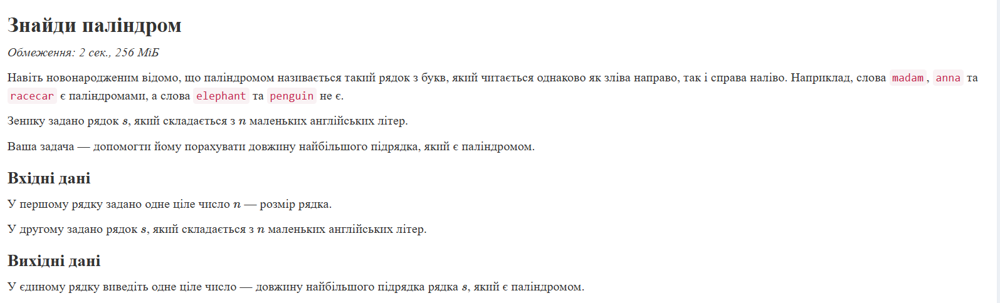 Знайди паліндром
Обмеження: 2 сек., 256 МіБ
Навіть новонародженим відомо, що паліндромом називається такий рядок з букв, який читається однаково як зліва направо, так і справа наліво. Наприклад, слова madam, anna та
racecar є паліндромами, а слова elephant та penguin не є.
Зенику задано рядок s, який складається з n маленьких англійських літер.
Ваша задача — допомогти йому порахувати довжину найбільшого підрядка, який є паліндромом.
Вхідні дані
У першому рядку задано одне ціле число n — розмір рядка.
У другому задано рядок s, який складається з n маленьких англійських літер.
Вихідні дані
У єдиному рядку виведіть одне ціле число — довжину найбільшого підрядка рядка s, який є паліндромом.